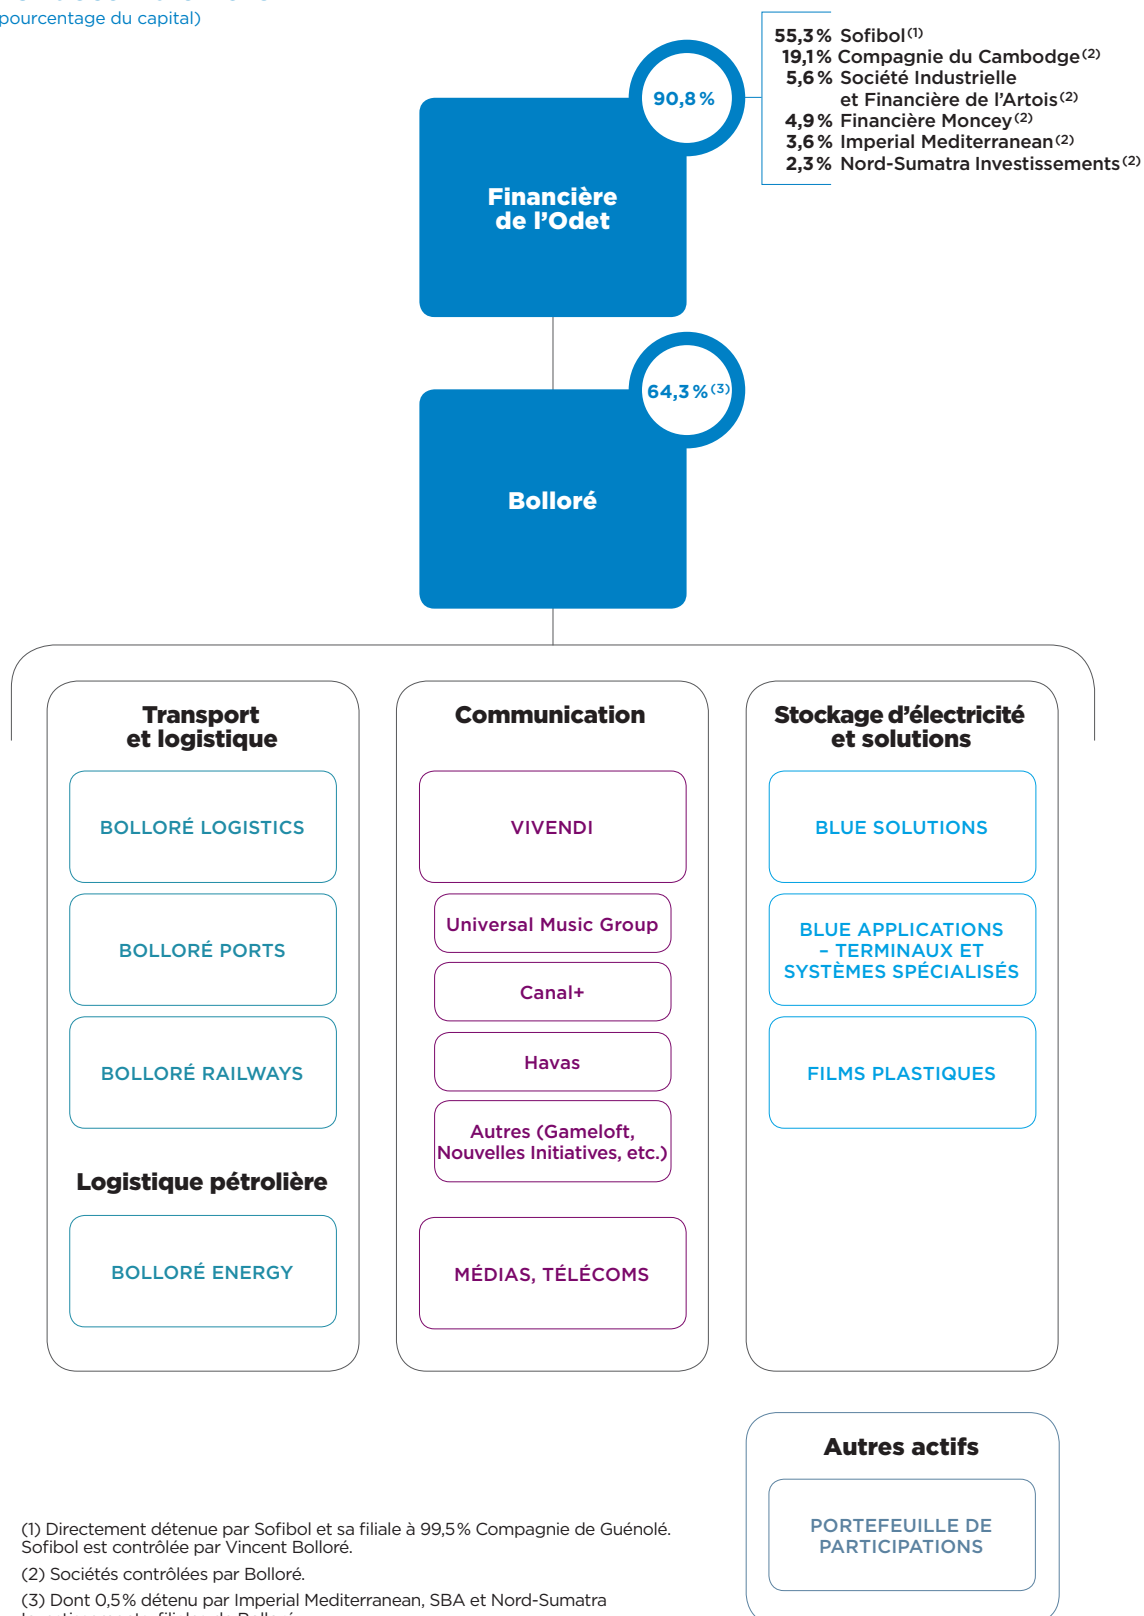 pourcentage du capital)
90,8 %
55,3 % Sofibol(1)
19,1 % Compagnie du Cambodge(2)
5,6 % Société Industrielle
et Financière de l’Artois(2)
4,9 % Financière Moncey(2)
3,6 % Imperial Mediterranean(2)
2,3 % Nord-Sumatra Investissements(2)
Financière
de l’Odet
64,3 %(3)
Bolloré
Transport
et logistique
BOLLORÉ LOGISTICS
BOLLORÉ PORTS
BOLLORÉ RAILWAYS
Logistique pétrolière
BOLLORÉ ENERGY
Communication
VIVENDI
Universal Music Group
Canal+
Havas
Autres (Gameloft,
Nouvelles Initiatives, etc.)
MÉDIAS, TÉLÉCOMS
Stockage d’électricité
et solutions
BLUE SOLUTIONS
BLUE APPLICATIONS
– TERMINAUX ET
SYSTÈMES SPÉCIALISÉS
FILMS PLASTIQUES
Autres actifs
PORTEFEUILLE DE
PARTICIPATIONS
(1) Directement détenue par Sofibol et sa filiale à 99,5 % Compagnie de Guénolé.
Sofibol est contrôlée par Vincent Bolloré.
(2) Sociétés contrôlées par Bolloré.
(3) Dont 0,5 % détenu par Imperial Mediterranean, SBA et Nord-Sumatra
Investissements, filiales de Bolloré.